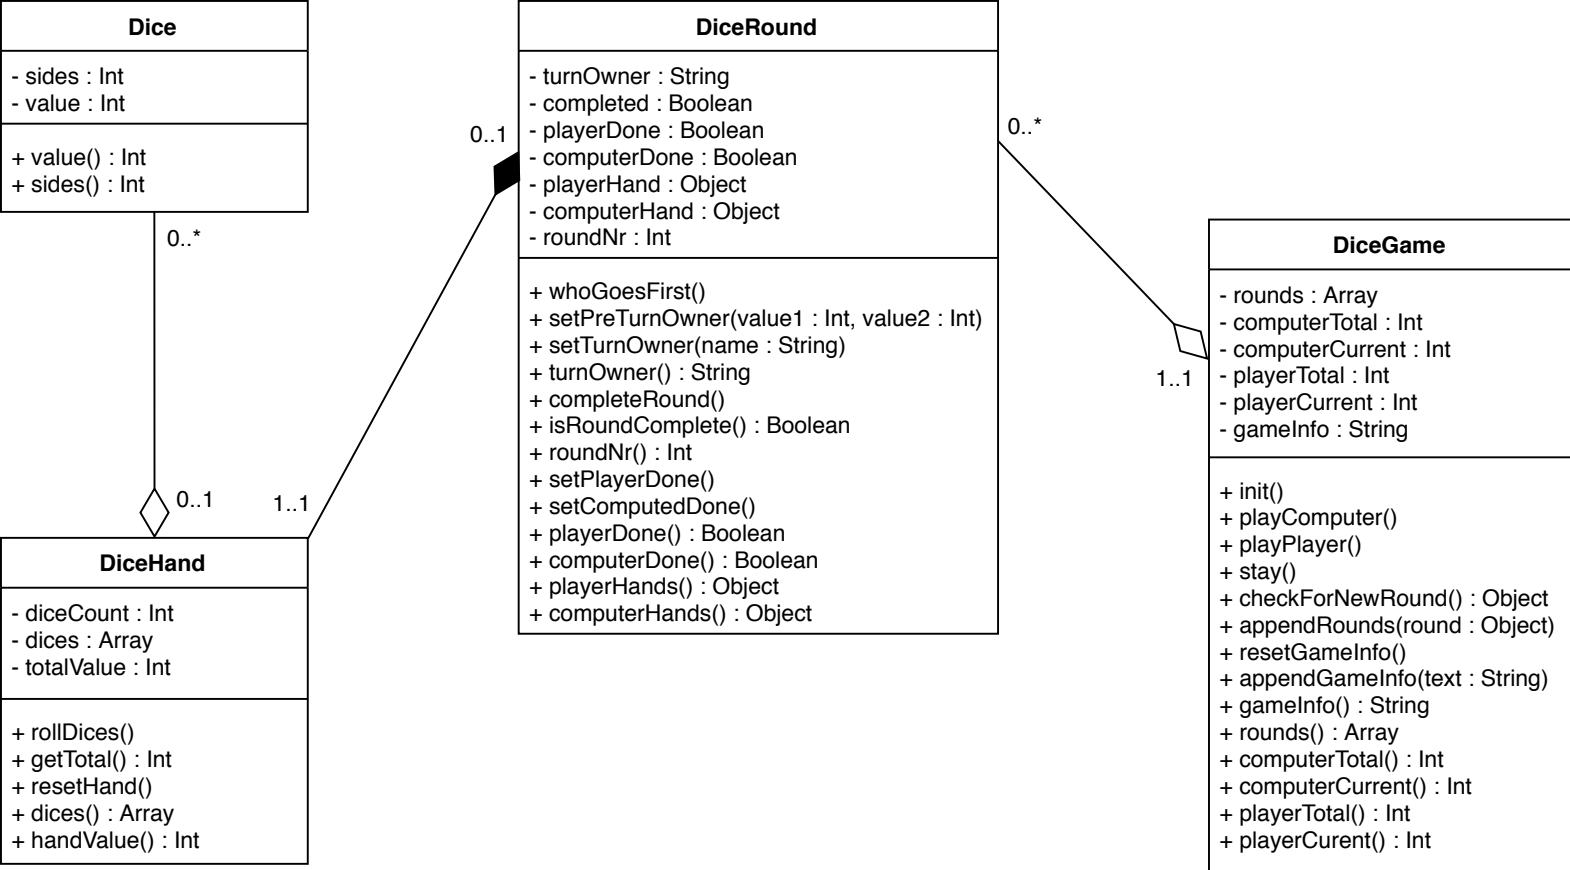 Dice
- sides : Int
- value : Int
+ value() : Int
+ sides() : Int
0..*
0..1
DiceHand
- diceCount : Int
- dices : Array
- totalValue : Int
+ rollDices()
+ getTotal() : Int
+ resetHand()
+ dices() : Array
+ handValue() : Int
1..1
0..1
DiceRound
- turnOwner : String
- completed : Boolean
- playerDone : Boolean
- computerDone : Boolean
- playerHand : Object
- computerHand : Object
- roundNr : Int
+ whoGoesFirst()
+ setPreTurnOwner(value1 : Int, value2 : Int)
+ setTurnOwner(name : String)
+ turnOwner() : String
+ completeRound()
+ isRoundComplete() : Boolean
+ roundNr() : Int
+ setPlayerDone()
+ setComputedDone()
+ playerDone() : Boolean
+ computerDone() : Boolean
+ playerHands() : Object
+ computerHands() : Object
0..*
1..1
DiceGame
- rounds : Array
- computerTotal : Int
- computerCurrent : Int
- playerTotal : Int
- playerCurrent : Int
- gameInfo : String
+ init()
+ playComputer()
+ playPlayer()
+ stay()
+ checkForNewRound() : Object
+ appendRounds(round : Object)
+ resetGameInfo()
+ appendGameInfo(text : String)
+ gameInfo() : String
+ rounds() : Array
+ computerTotal() : Int
+ computerCurrent() : Int
+ playerTotal() : Int
+ playerCurent() : Int